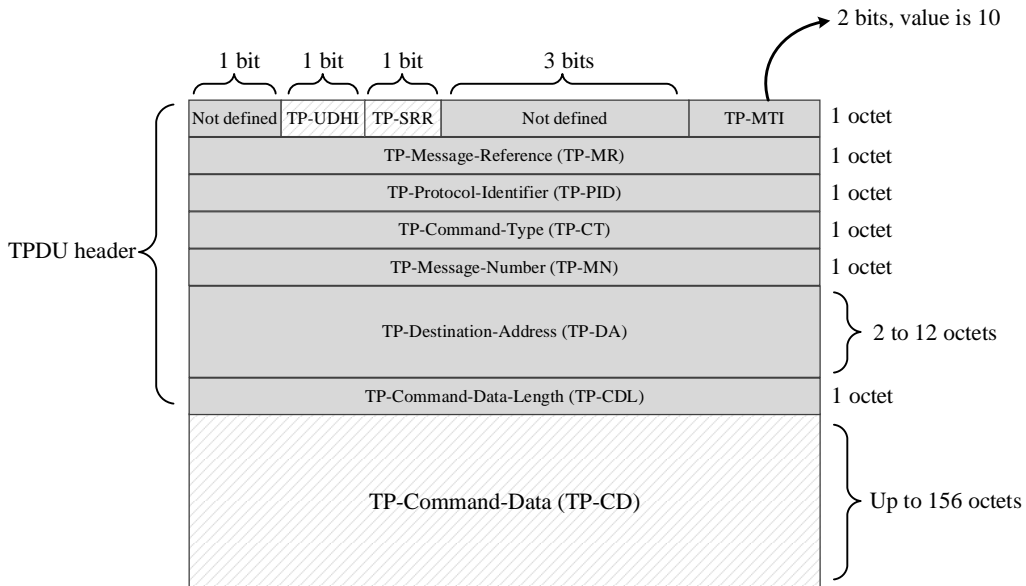 2 bits, value is 10
1 bit
1 bit
1 bit
3 bits
Not defined
TP-UDHI
TP-SRR
Not defined
TP-MTI
1 octet
TP-Message-Reference (TP-MR)
1 octet
TP-Protocol-Identifier (TP-PID)
1 octet
TP-Command-Type (TP-CT)
1 octet
TPDU header
TP-Message-Number (TP-MN)
1 octet
TP-Destination-Address (TP-DA)
2 to 12 octets
TP-Command-Data-Length (TP-CDL)
1 octet
TP-Command-Data (TP-CD)
Up to 156 octets